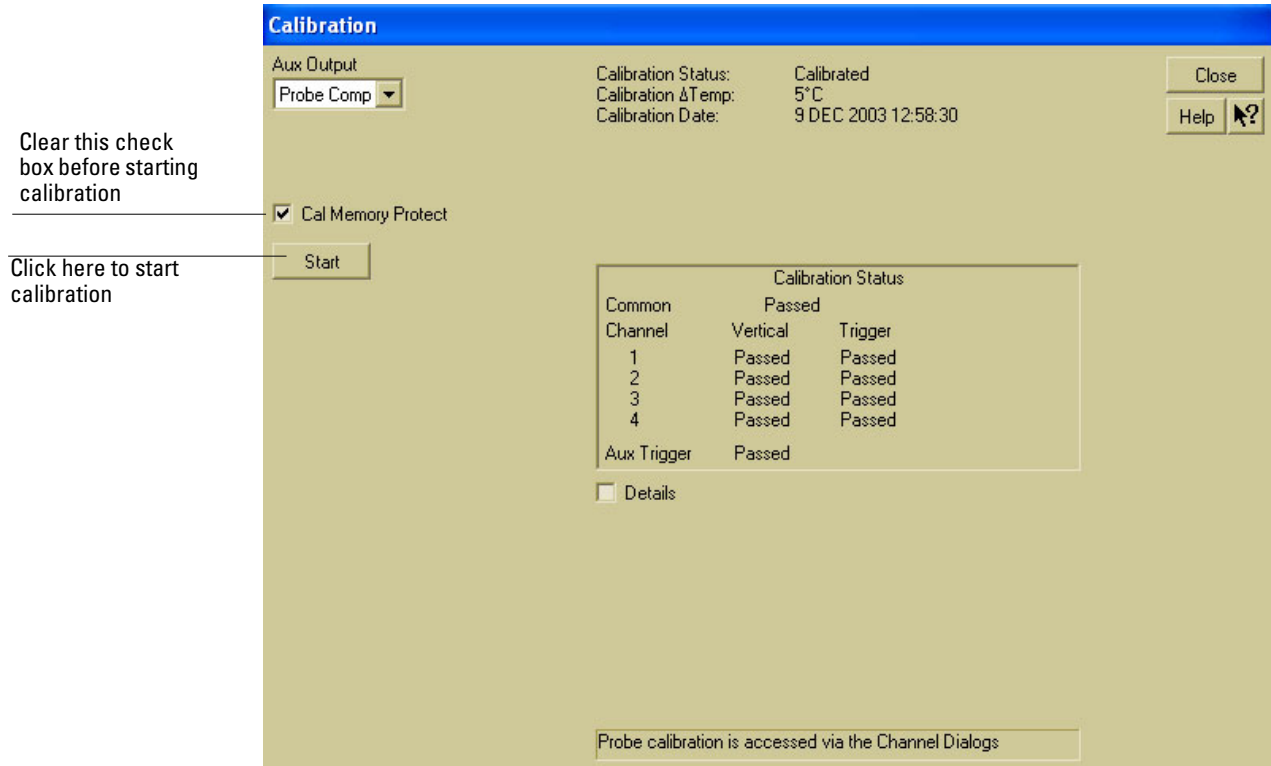 Calibration
Aux Output
Probe Comp
Calibration Status: Calibrated
Calibration ΔTemp: 5°C
Calibration Date: 9 DEC 2003 12:58:30
Close
Help ?
Clear this check
box before starting
calibration
Cal Memory Protect
Click here to start
calibration
Start
Calibration Status
Common Passed
Channel Vertical Trigger
1 Passed Passed
2 Passed Passed
3 Passed Passed
4 Passed Passed
Aux Trigger Passed
Details
Probe calibration is accessed via the Channel Dialogs